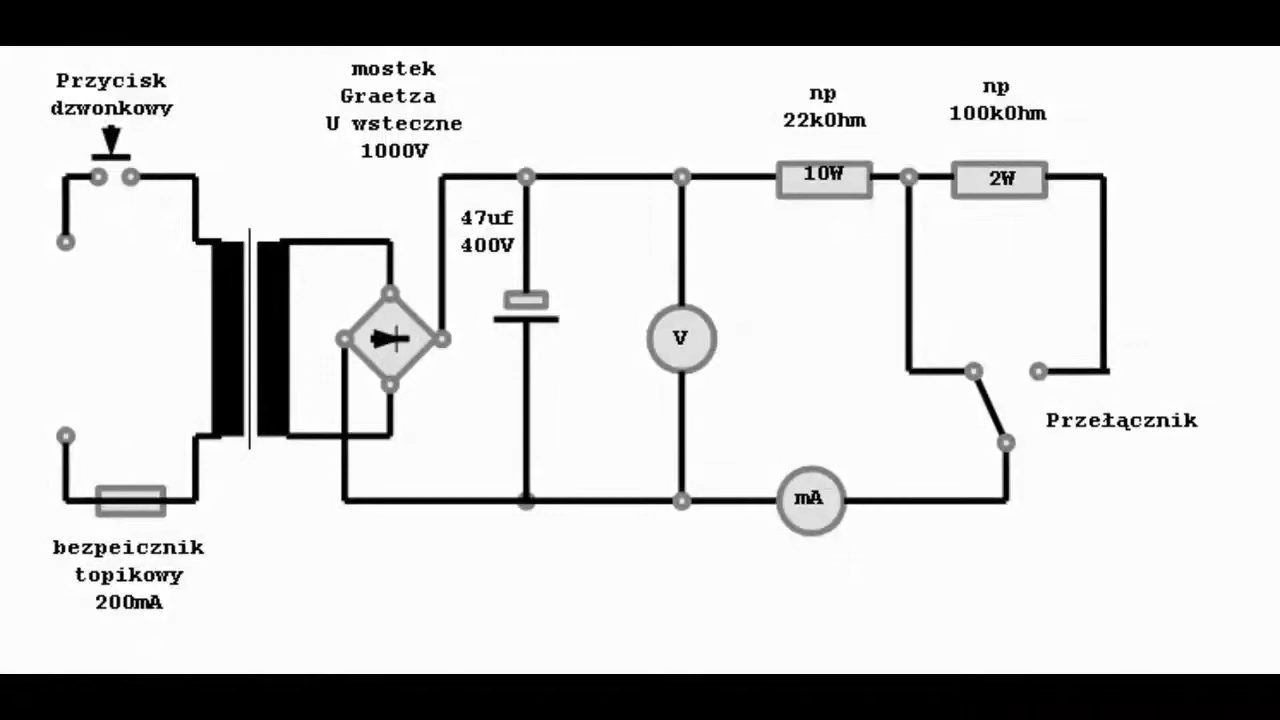 Przycisk
dzwonkowy
mostek
Graetza
U wsteczne
1000V
np
22kOhm
np
100kOhm
10W
2W
47uf
400V
V
Przełącznik
mA
bezpeicznik
topikowy
200mA